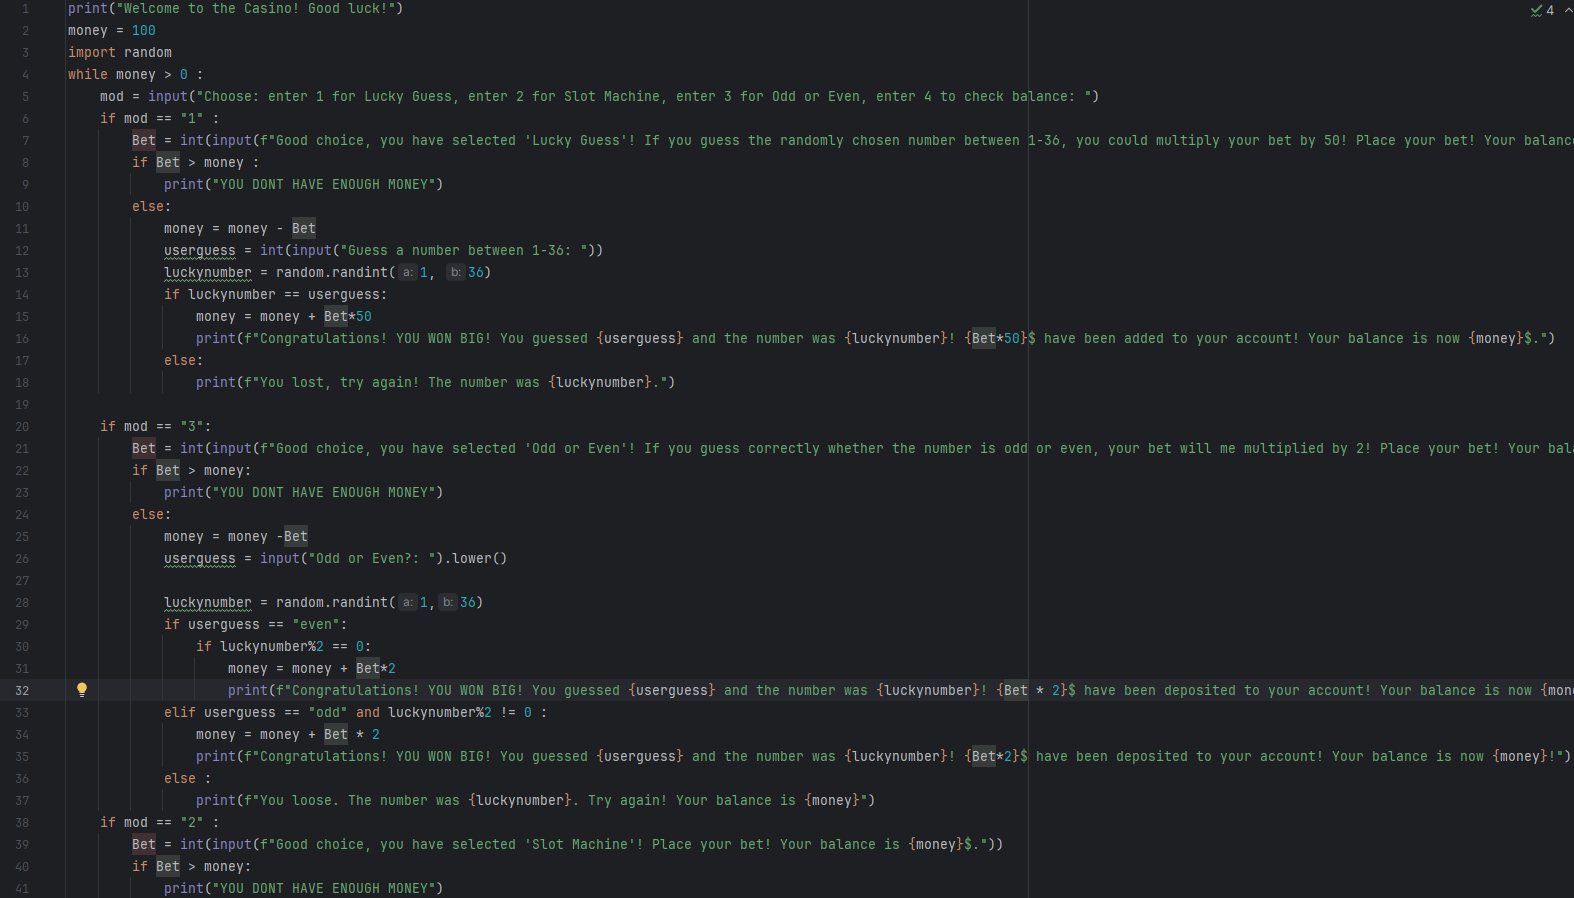 4
1 print("Welcome to the Casino! Good luck!")
2 money = 100
3 import random
4 while money > 0 :
5 mod = input("Choose: enter 1 for Lucky Guess, enter 2 for Slot Machine, enter 3 for Odd or Even, enter 4 to check balance: ")
6 if mod == "1" :
7 Bet = int(input(f"Good choice, you have selected 'Lucky Guess'! If you guess the randomly chosen number between 1-36, you could multiply your bet by 50! Place your bet! Your balanc
8 if Bet > money :
9 print("YOU DONT HAVE ENOUGH MONEY")
10 else:
11 money = money - Bet
12 userguess = int(input("Guess a number between 1-36: "))
13 luckynumber = random.randint( a: 1, b: 36)
14 if luckynumber == userguess:
15 money = money + Bet*50
16 print(f"Congratulations! YOU WON BIG! You guessed {userguess} and the number was {luckynumber}! {Bet*50}$ have been added to your account! Your balance is now {money}$.")
17 else:
18 print(f"You lost, try again! The number was {luckynumber}.")
19
20 if mod == "3":
21 Bet = int(input(f"Good choice, you have selected 'Odd or Even'! If you guess correctly whether the number is odd or even, your bet will me multiplied by 2! Place your bet! Your bal
22 if Bet > money:
23 print("YOU DONT HAVE ENOUGH MONEY")
24 else:
25 money = money -Bet
26 userguess = input("Odd or Even?: ").lower()
27
28 luckynumber = random.randint( a: 1, b: 36)
29 if userguess == "even":
30 if luckynumber%2 == 0:
31 money = money + Bet*2
32 print(f"Congratulations! YOU WON BIG! You guessed {userguess} and the number was {luckynumber}! {Bet * 2}$ have been deposited to your account! Your balance is now {mon
33 elif userguess == "odd" and luckynumber%2 != 0 :
34 money = money + Bet * 2
35 print(f"Congratulations! YOU WON BIG! You guessed {userguess} and the number was {luckynumber}! {Bet*2}$ have been deposited to your account! Your balance is now {money}!")
36 else :
37 print(f"You loose. The number was {luckynumber}. Try again! Your balance is {money}")
38 if mod == "2" :
39 Bet = int(input(f"Good choice, you have selected 'Slot Machine'! Place your bet! Your balance is {money}$."))
40 if Bet > money:
41 print("YOU DONT HAVE ENOUGH MONEY")